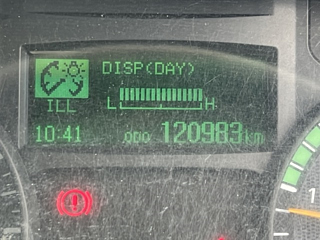 DISP(DAY)
ILL
L H
10:41 ODO 120983 km